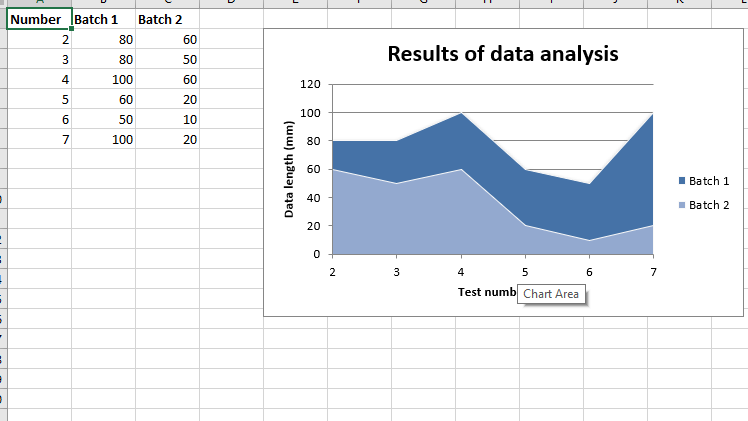 Number Batch 1 Batch 2
2 80 60
3 80 50
4 100 60
5 60 20
6 50 10
7 100 20
Results of data analysis
Data length (mm)
120
100
80
60
40
20
0
2 3 4 5 6 7
Test numb
Chart Area
Batch 1
Batch 2